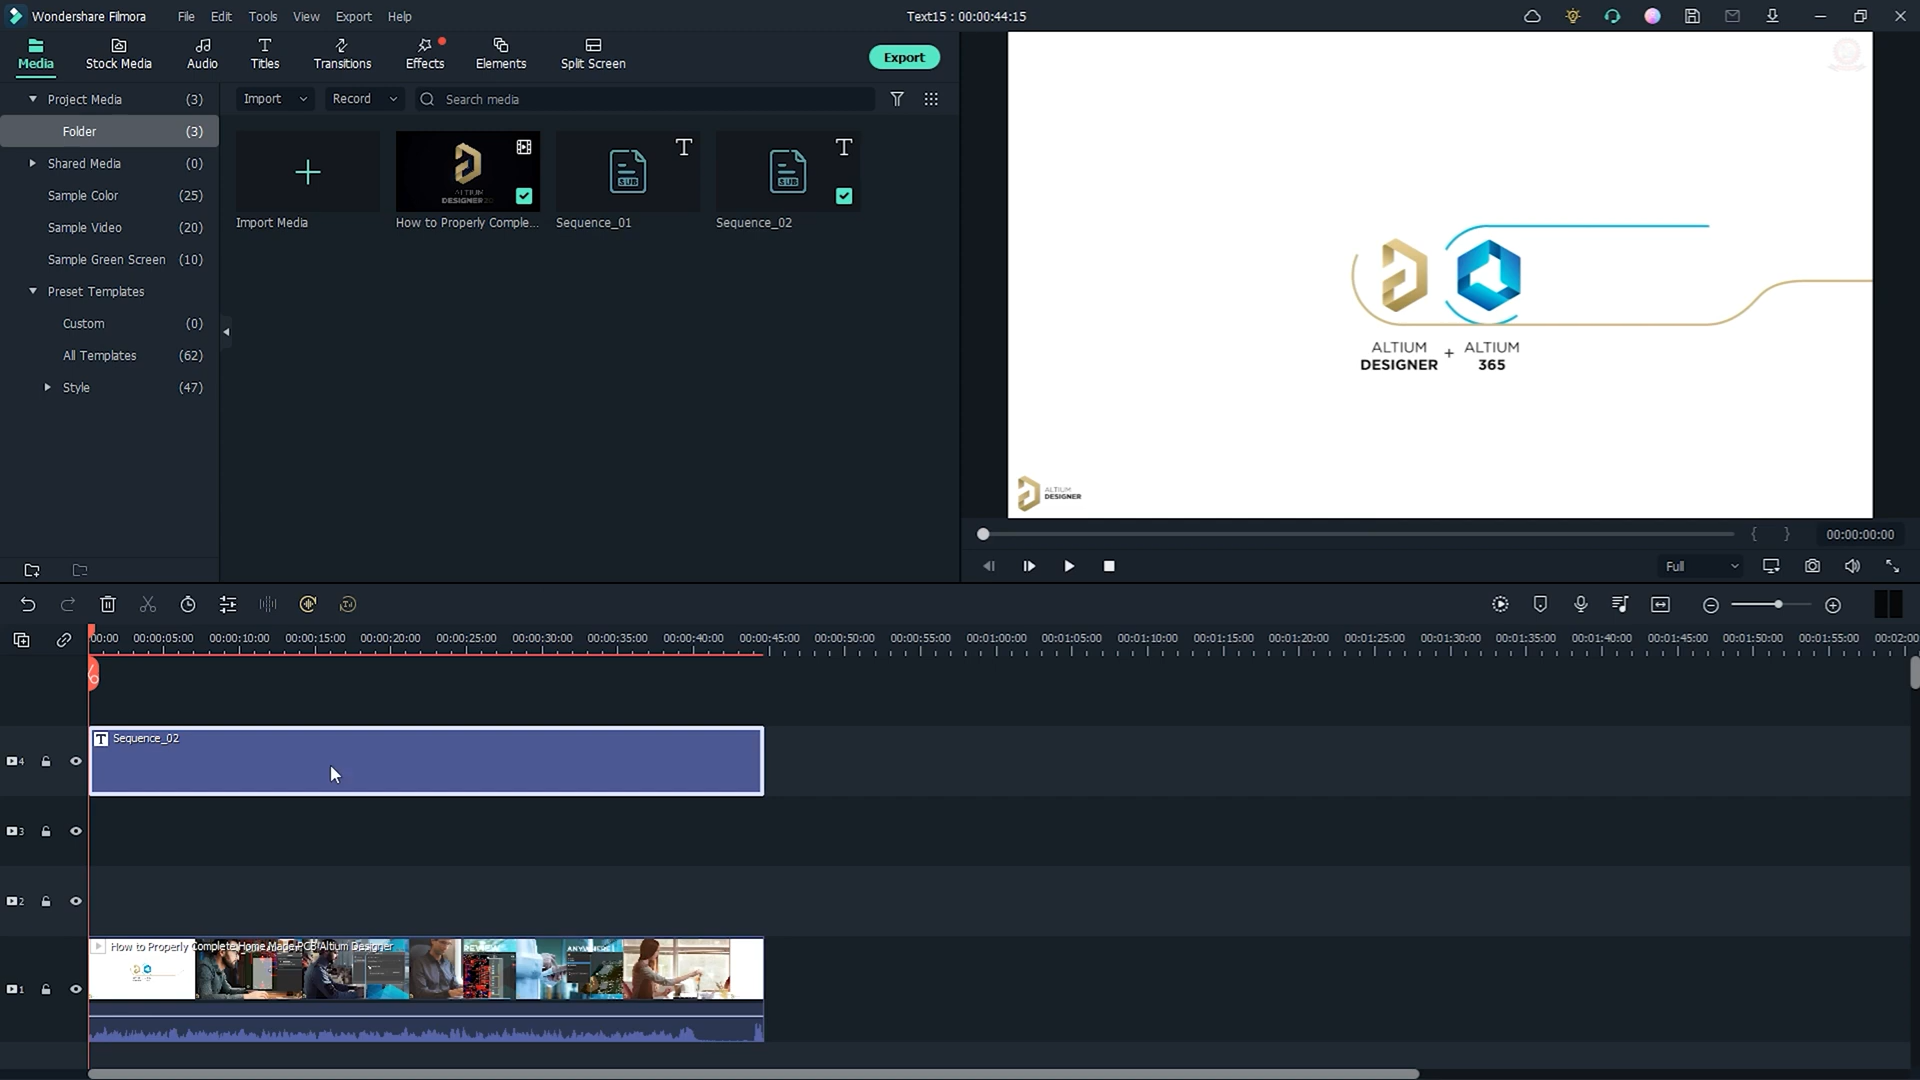 Wondershare Filmora File Edit Tools View Export Help Text15 : 00:00:44:15
Media Stock Media Audio Titles Transitions Effects Elements Split Screen Export
Project Media (3)
Folder (3)
Shared Media (0)
Sample Color (25)
Sample Video (20)
Sample Green Screen (10)
Preset Templates
Custom (0)
All Templates (62)
Style (47)
Import Record Search media
ALTIUM
DESIGNER 20
T T
SUB SUB
Import Media How to Properly Comple... Sequence_01 Sequence_02
ALTIUM + ALTIUM
DESIGNER 365
ALTIUM
DESIGNER
{ } 00:00:00:00
Full
00:00 00:00:05:00 00:00:10:00 00:00:15:00 00:00:20:00 00:00:25:00 00:00:30:00 00:00:35:00 00:00:40:00 00:00:45:00 00:00:50:00 00:00:55:00 00:01:00:00 00:01:05:00 00:01:10:00 00:01:15:00 00:01:20:00 00:01:25:00 00:01:30:00 00:01:35:00 00:01:40:00 00:01:45:00 00:01:50:00 00:01:55:00 00:02:00
T Sequence_02
4
3
2
How to Properly Complete Home Made PCB Altium Designer
REVIEW ANYWHERE
1